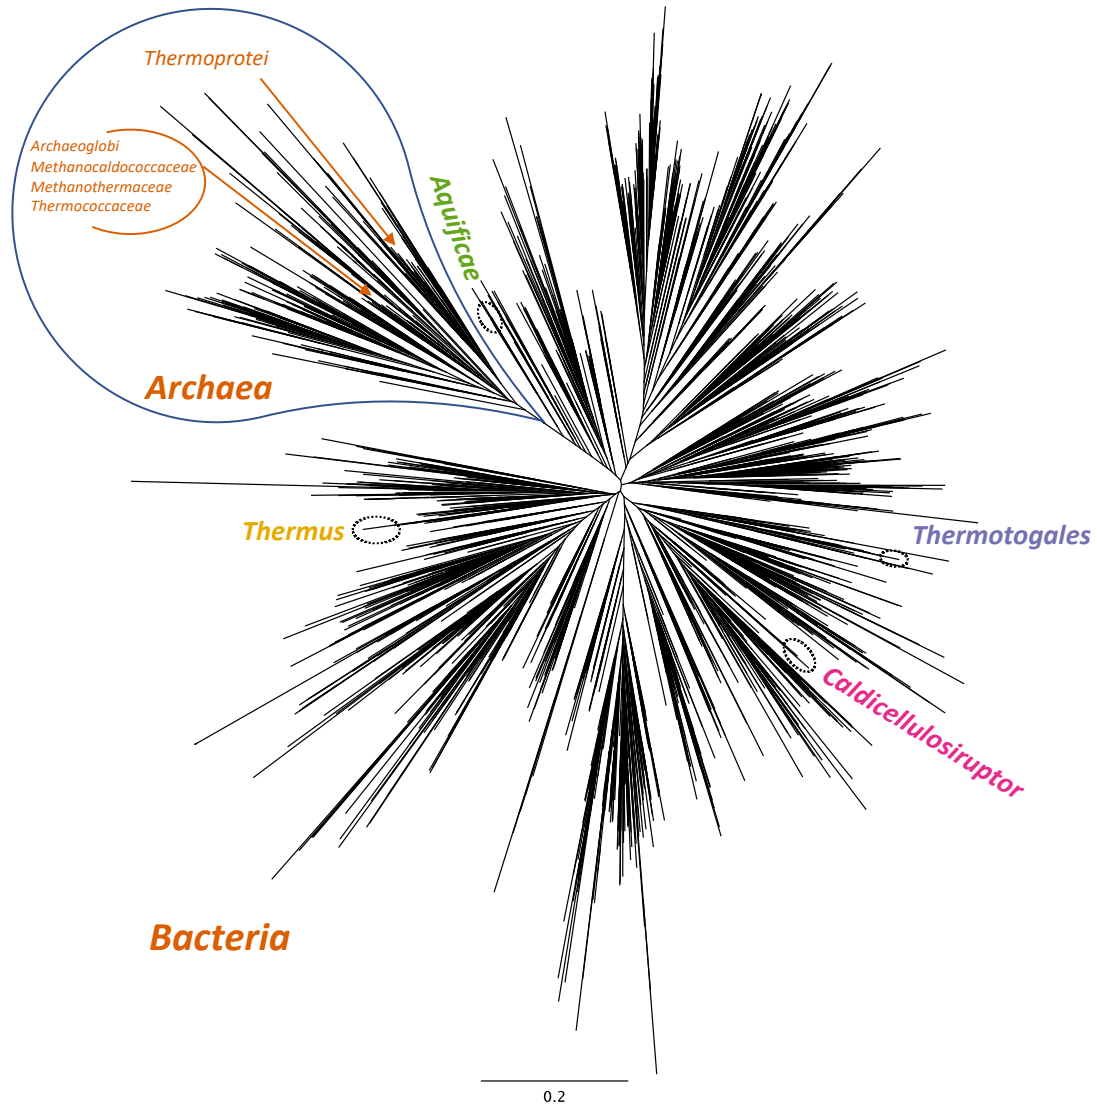 Thermoprotei
Archaeoglobi
Methanocaldococcaceae
Methanothermaceae
Thermococcaceae
Aquificae
Archaea
Thermus
Thermotogales
Caldicellulosiruptor
Bacteria
0.2